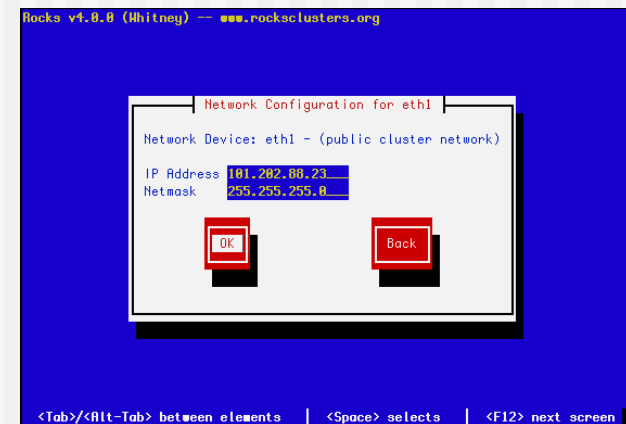 Rocks v4.0.0 (Whitney) -- www.rocksclusters.org
Network Configuration for eth1
Network Device: eth1 - (public cluster network)
IP Address 101.202.88.23___
Netmask 255.255.255.0___
OK Back
<Tab>/<Alt-Tab> between elements | <Space> selects | <F12> next screen